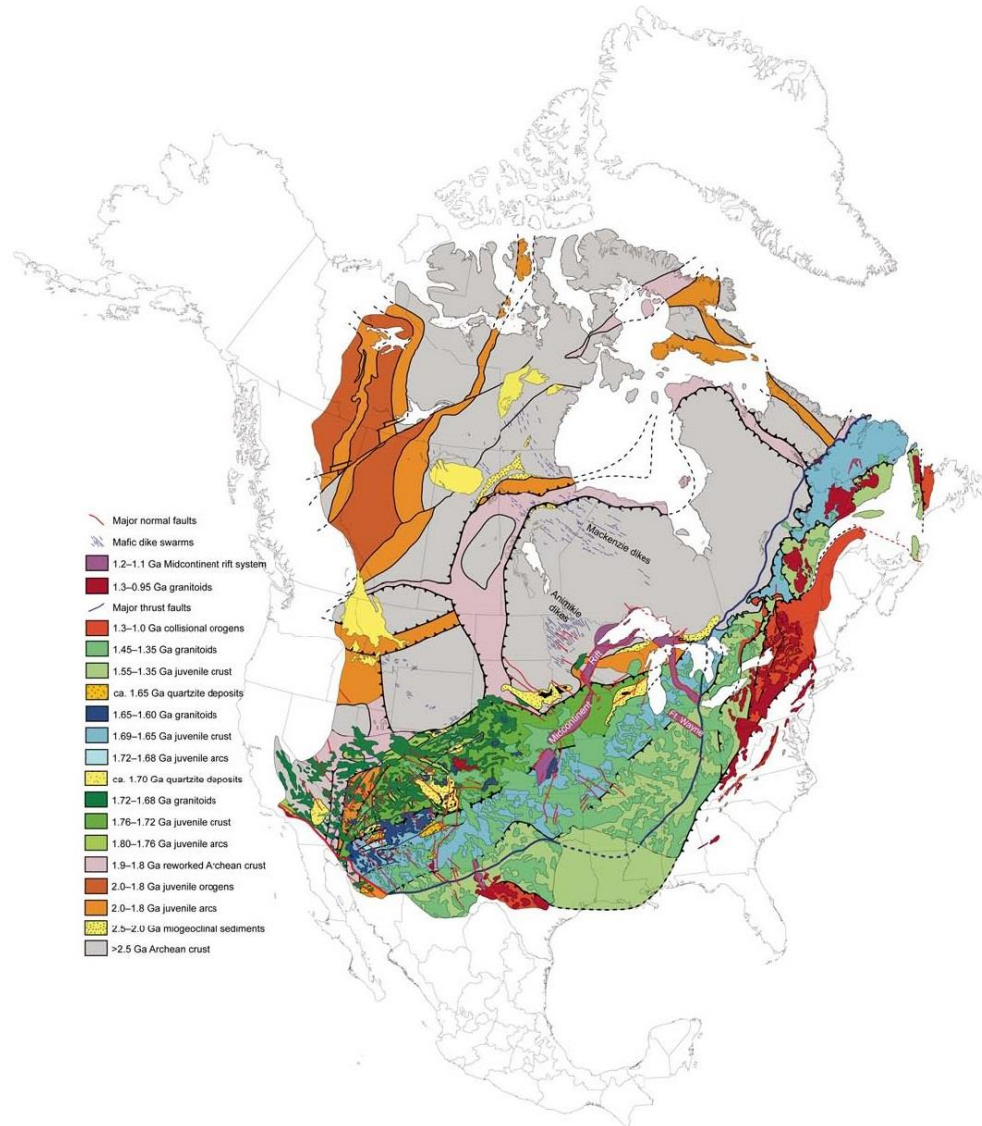 Mackenzie dikes
Animikie
dikes
Rift
Midcontinent
Ft. Wayne
Major normal faults
Mafic dike swarms
1.2–1.1 Ga Midcontinent rift system
1.3–0.95 Ga granitoids
Major thrust faults
1.3–1.0 Ga collisional orogens
1.45–1.35 Ga granitoids
1.55–1.35 Ga juvenile crust
ca. 1.65 Ga quartzite deposits
1.65–1.60 Ga granitoids
1.69–1.65 Ga juvenile crust
1.72–1.68 Ga juvenile arcs
ca. 1.70 Ga quartzite deposits
1.72–1.68 Ga granitoids
1.76–1.72 Ga juvenile crust
1.80–1.76 Ga juvenile arcs
1.9–1.8 Ga reworked Archean crust
2.0–1.8 Ga juvenile orogens
2.0–1.8 Ga juvenile arcs
2.5–2.0 Ga miogeoclinal sediments
>2.5 Ga Archean crust